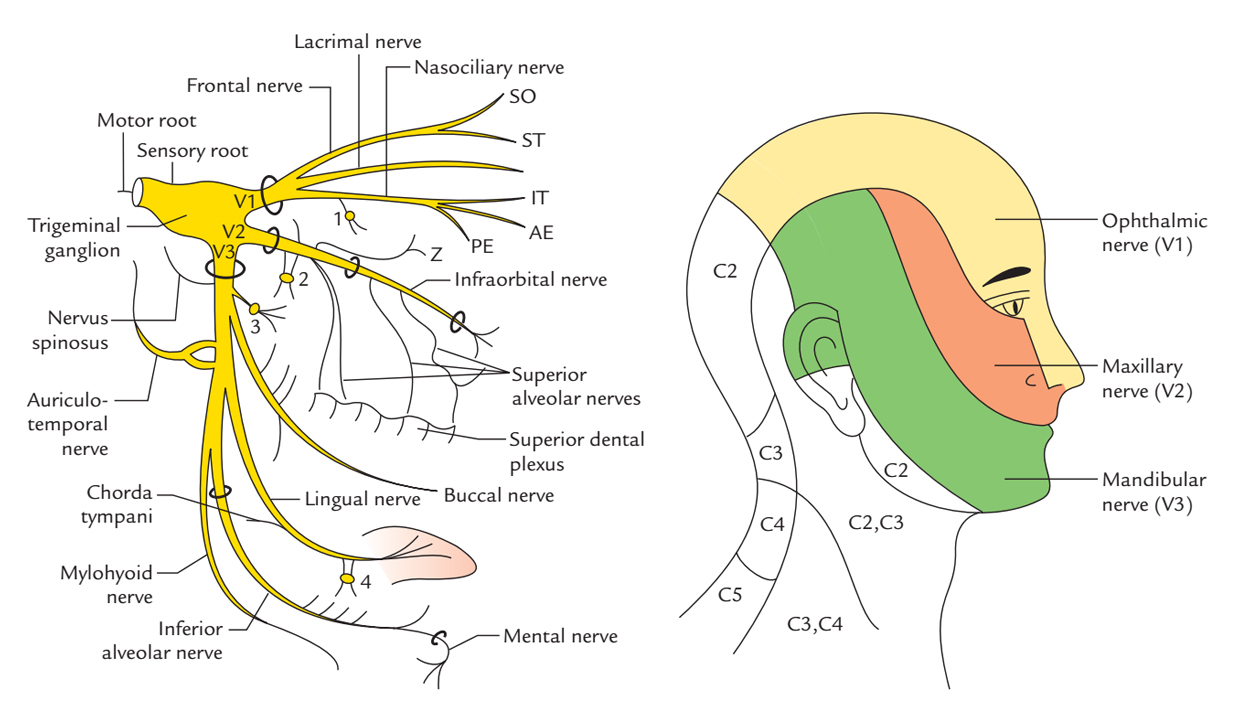 Lacrimal nerve
Nasociliary nerve
Frontal nerve
SO
Motor root
ST
Sensory root
V1
IT
1
Trigeminal
ganglion
V2
AE
PE
V3
Z
2
Infraorbital nerve
Nervus
spinosus
3
Superior
alveolar nerves
Auriculo-
temporal
nerve
Superior dental
plexus
Chorda
tympani
Lingual nerve
Buccal nerve
Mylohyoid
nerve
4
Inferior
alveolar nerve
Mental nerve
Ophthalmic
nerve (V1)
C2
Maxillary
nerve (V2)
C3
C2
Mandibular
nerve (V3)
C4
C2,C3
C5
C3,C4